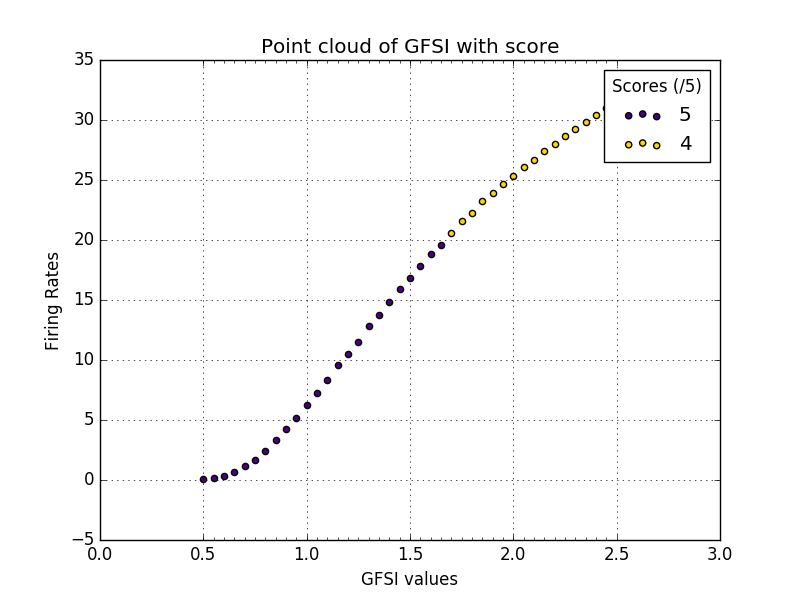 Point cloud of GFSI with score
35
30
25
20
15
10
5
0
−5
Firing Rates
Scores (/5)
5
4
0.0 0.5 1.0 1.5 2.0 2.5 3.0
GFSI values